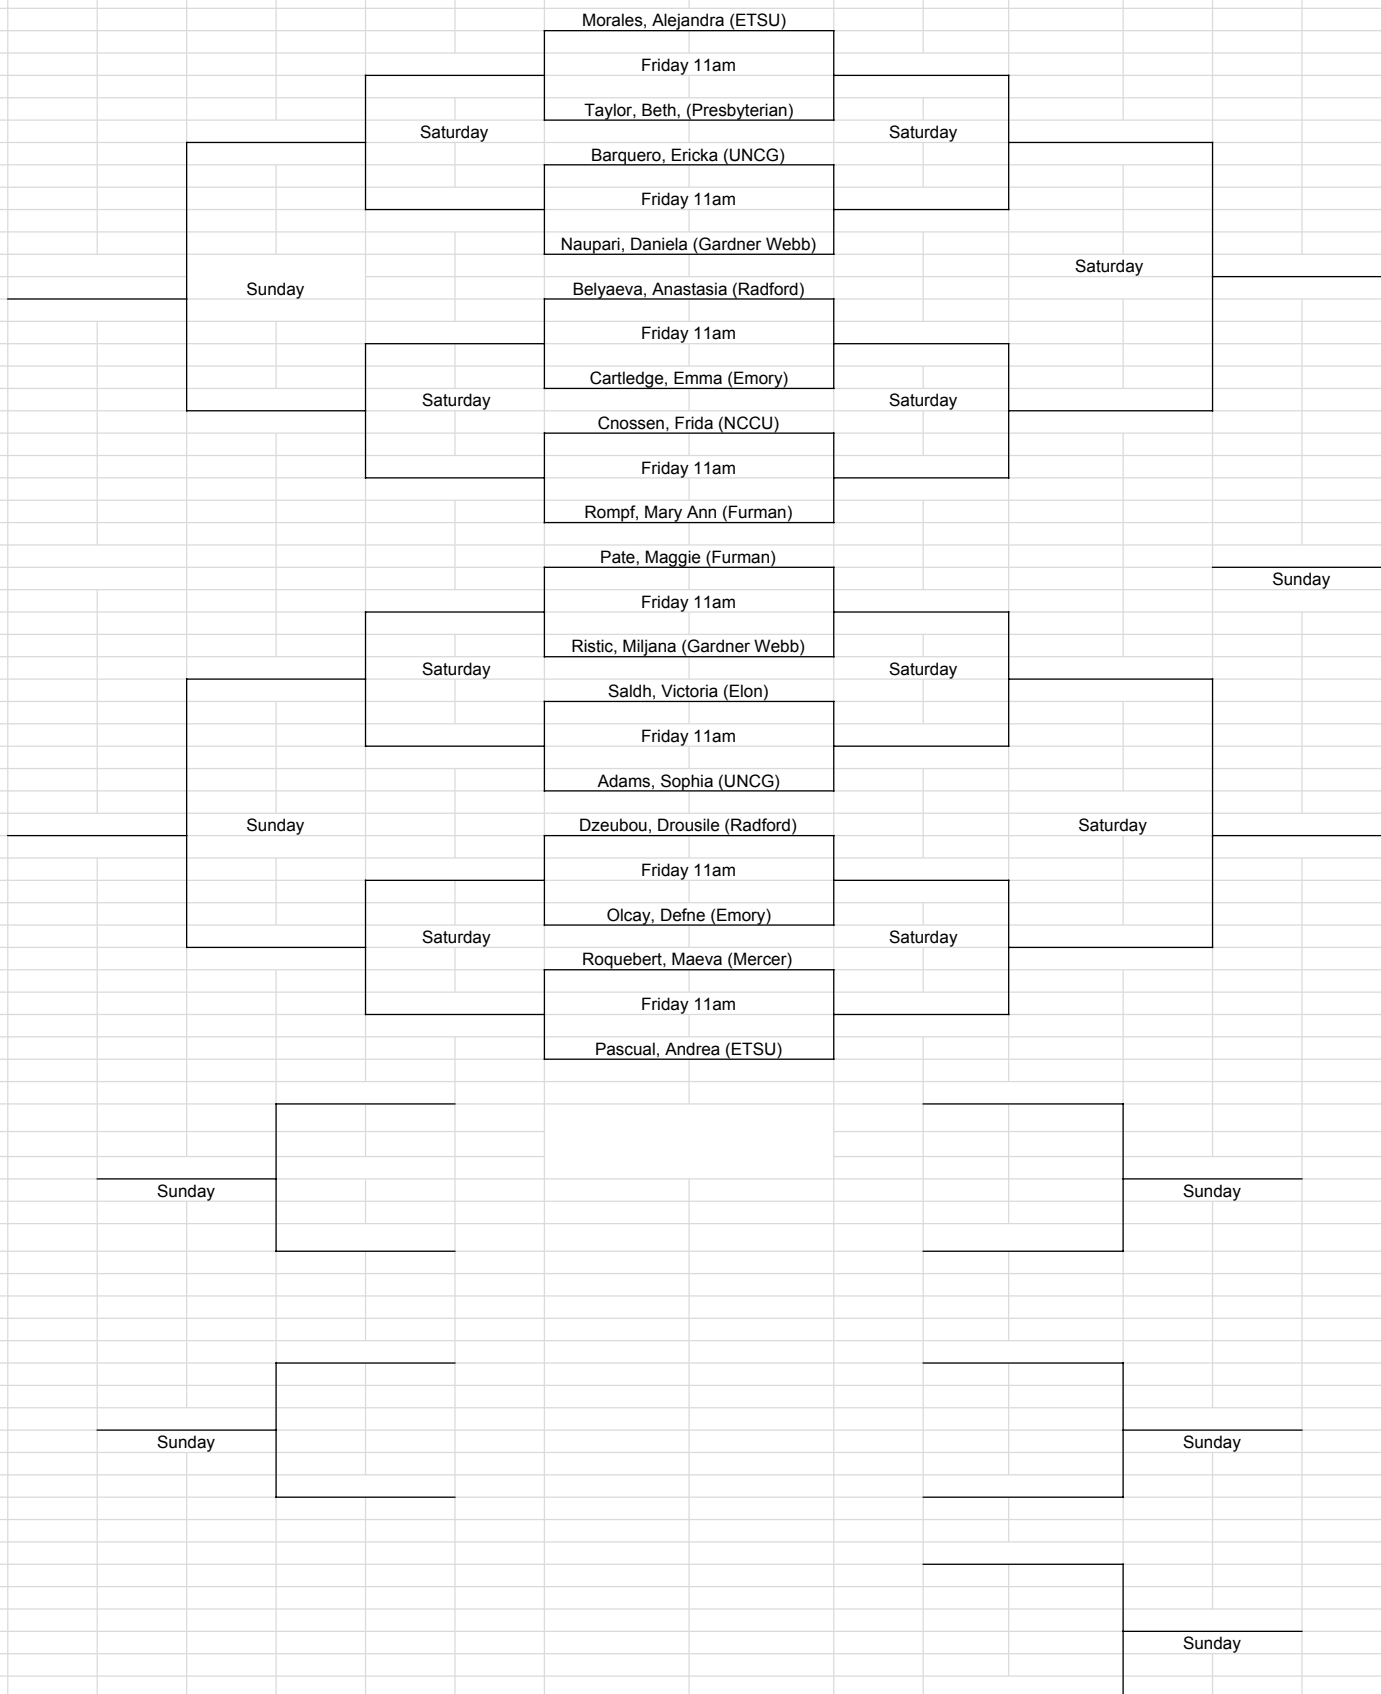 Morales, Alejandra (ETSU)
Friday 11am
Taylor, Beth, (Presbyterian)
Saturday
Saturday
Barquero, Ericka (UNCG)
Friday 11am
Naupari, Daniela (Gardner Webb)
Saturday
Sunday
Belyaeva, Anastasia (Radford)
Friday 11am
Cartledge, Emma (Emory)
Saturday
Saturday
Cnossen, Frida (NCCU)
Friday 11am
Rompf, Mary Ann (Furman)
Pate, Maggie (Furman)
Sunday
Friday 11am
Ristic, Miljana (Gardner Webb)
Saturday
Saturday
Saldh, Victoria (Elon)
Friday 11am
Adams, Sophia (UNCG)
Sunday
Dzeubou, Drousile (Radford)
Saturday
Friday 11am
Olcay, Defne (Emory)
Saturday
Saturday
Roquebert, Maeva (Mercer)
Friday 11am
Pascual, Andrea (ETSU)
Sunday
Sunday
Sunday
Sunday
Sunday